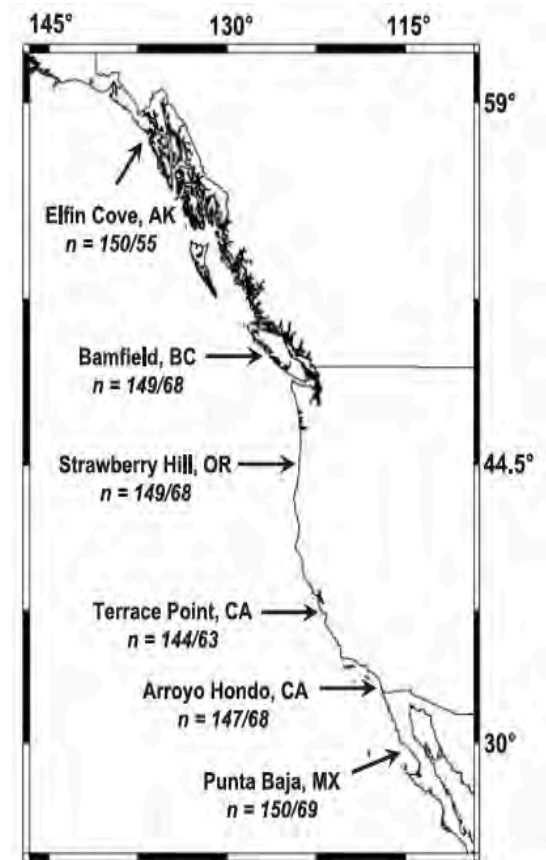 145° 130° 115°
59°
Elfin Cove, AK
n = 150/55
Bamfield, BC
n = 149/68
Strawberry Hill, OR
n = 149/68
44.5°
Terrace Point, CA
n = 144/63
Arroyo Hondo, CA
n = 147/68
30°
Punta Baja, MX
n = 150/69